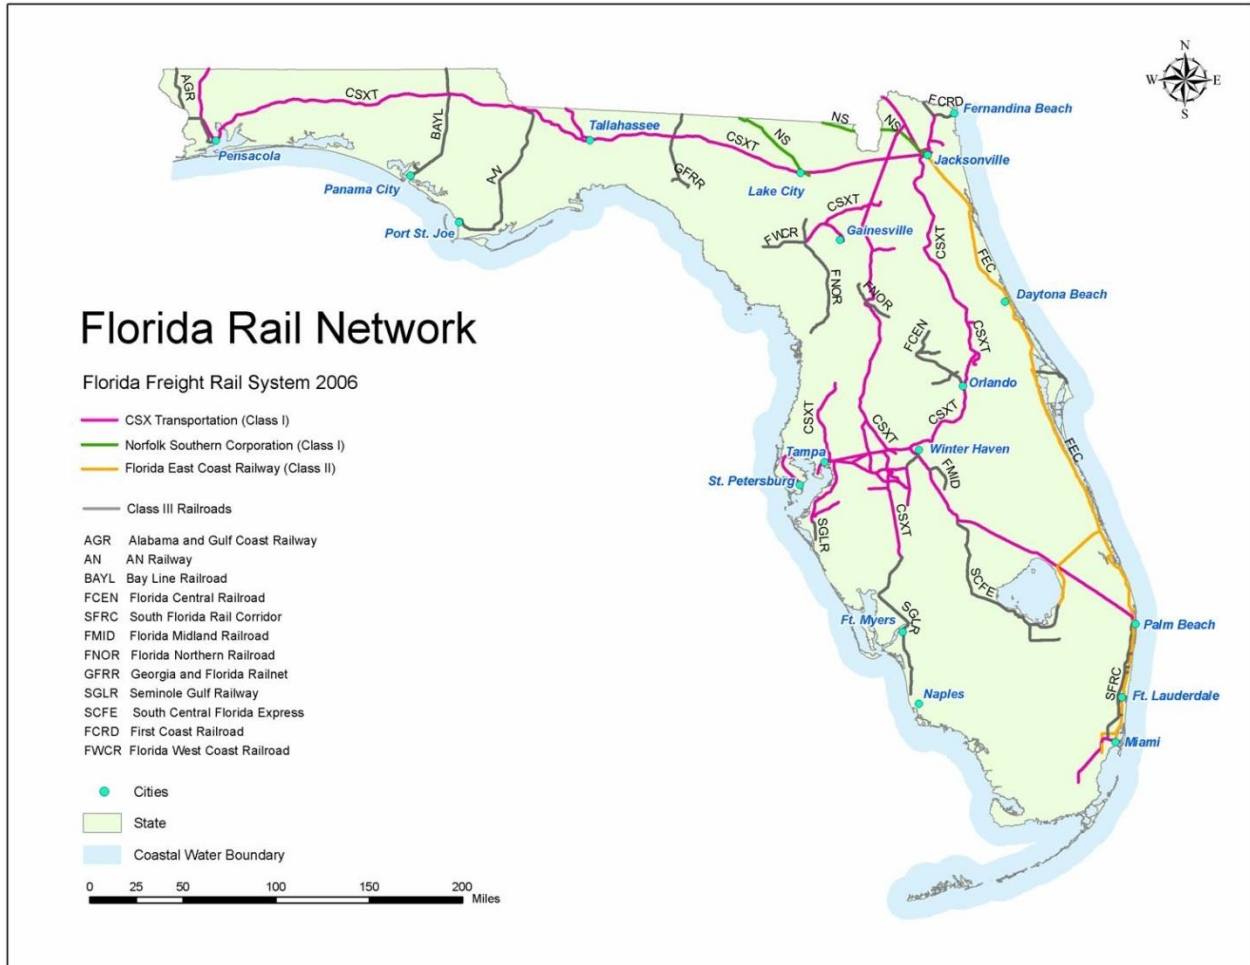 N
W E
S
AGR
CSXT
BAYL
AN
Pensacola
Panama City
Port St. Joe
Tallahassee
CSXT
GFRR
NS
NS
NS
FCRD
Fernandina Beach
Jacksonville
Lake City
CSXT
Gainesville
FWCR
FNOR
FNOR
CSXT
FEC
Daytona Beach
FCEN
CSXT
Orlando
CSXT
CSXT
CSXT
Tampa
Winter Haven
St. Petersburg
FMID
FEC
SGLR
CSXT
SCFE
Ft. Myers
SGLR
Palm Beach
Naples
SFRC
Ft. Lauderdale
Miami
Florida Rail Network
Florida Freight Rail System 2006
CSX Transportation (Class I)
Norfolk Southern Corporation (Class I)
Florida East Coast Railway (Class II)
Class III Railroads
AGR Alabama and Gulf Coast Railway
AN AN Railway
BAYL Bay Line Railroad
FCEN Florida Central Railroad
SFRC South Florida Rail Corridor
FMID Florida Midland Railroad
FNOR Florida Northern Railroad
GFRR Georgia and Florida Railnet
SGLR Seminole Gulf Railway
SCFE South Central Florida Express
FCRD First Coast Railroad
FWCR Florida West Coast Railroad
Cities
State
Coastal Water Boundary
0 25 50 100 150 200
Miles